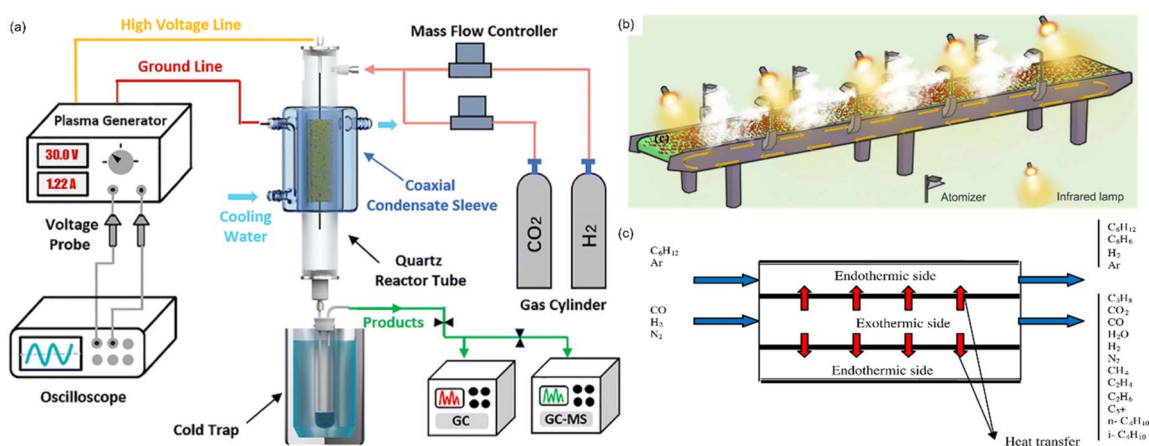 (a)
High Voltage Line
Ground Line
Plasma Generator
30.0 V
1.22 A
Voltage
Probe
Oscilloscope
Cooling
Water
Mass Flow Controller
Coaxial
Condensate Sleeve
Quartz
Reactor Tube
CO2
H2
Gas Cylinder
Products
Cold Trap
GC
GC-MS
(b)
Atomizer
Infrared lamp
(c)
C6H12
Ar
CO
H2
N2
Endothermic side
Exothermic side
Endothermic side
Heat transfer
C6H12
C6H6
H2
Ar
C3H8
CO2
CO
H2O
H2
N2
CH4
C2H4
C2H6
C5+
n- C4H10
i- C4H10